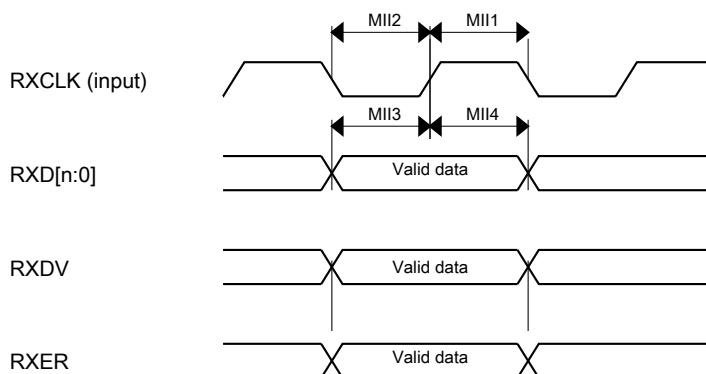 MII2 MII1
RXCLK (input)
MII3 MII4
RXD[n:0] Valid data
RXDV Valid data
RXER Valid data